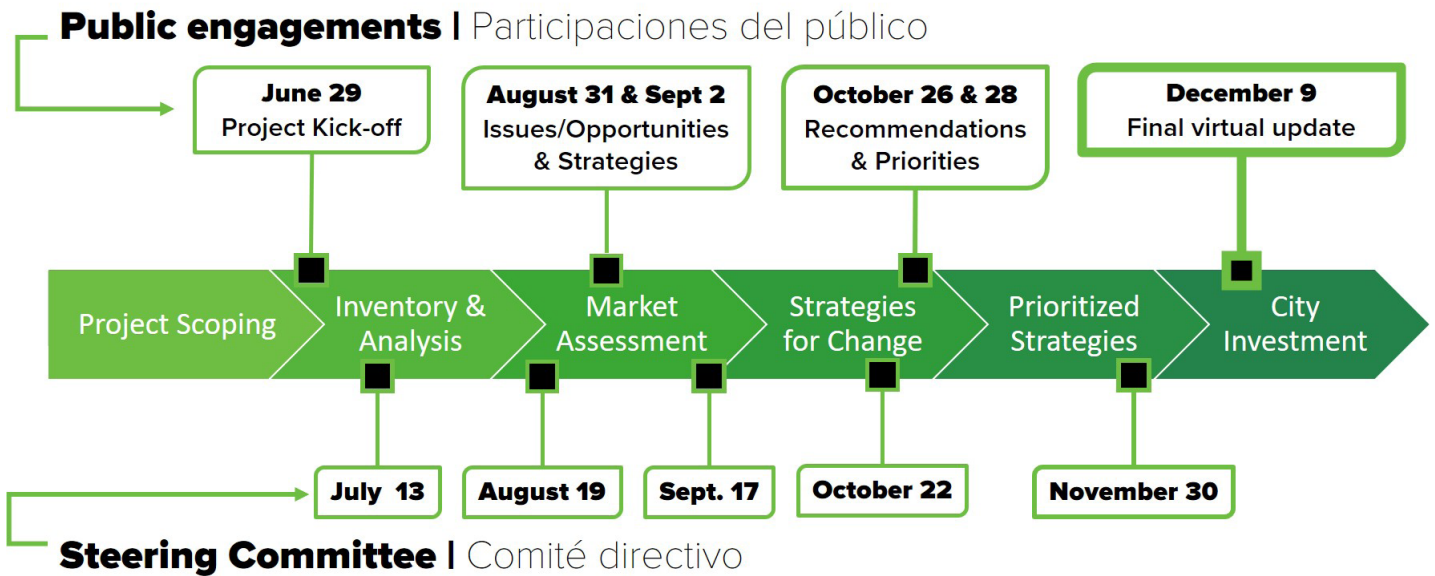 Public engagements | Participaciones del público
June 29
Project Kick-off
August 31 & Sept 2
Issues/Opportunities
& Strategies
October 26 & 28
Recommendations
& Priorities
December 9
Final virtual update
Project Scoping
Inventory &
Analysis
Market
Assessment
Strategies
for Change
Prioritized
Strategies
City
Investment
July 13
August 19
Sept. 17
October 22
November 30
Steering Committee | Comité directivo